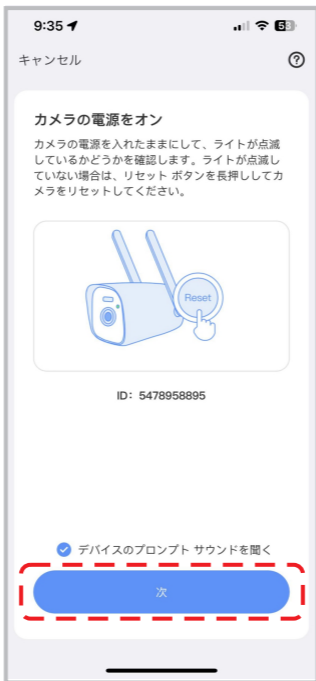 9:35
53
キャンセル
?
カメラの電源をオン
カメラの電源を入れたままにして、ライトが点滅
しているかどうかを確認します。ライトが点滅し
ていない場合は、リセット ボタンを長押ししてカ
メラをリセットしてください。
Reset
ID: 5478958895
デバイスのプロンプト サウンドを聞く
次